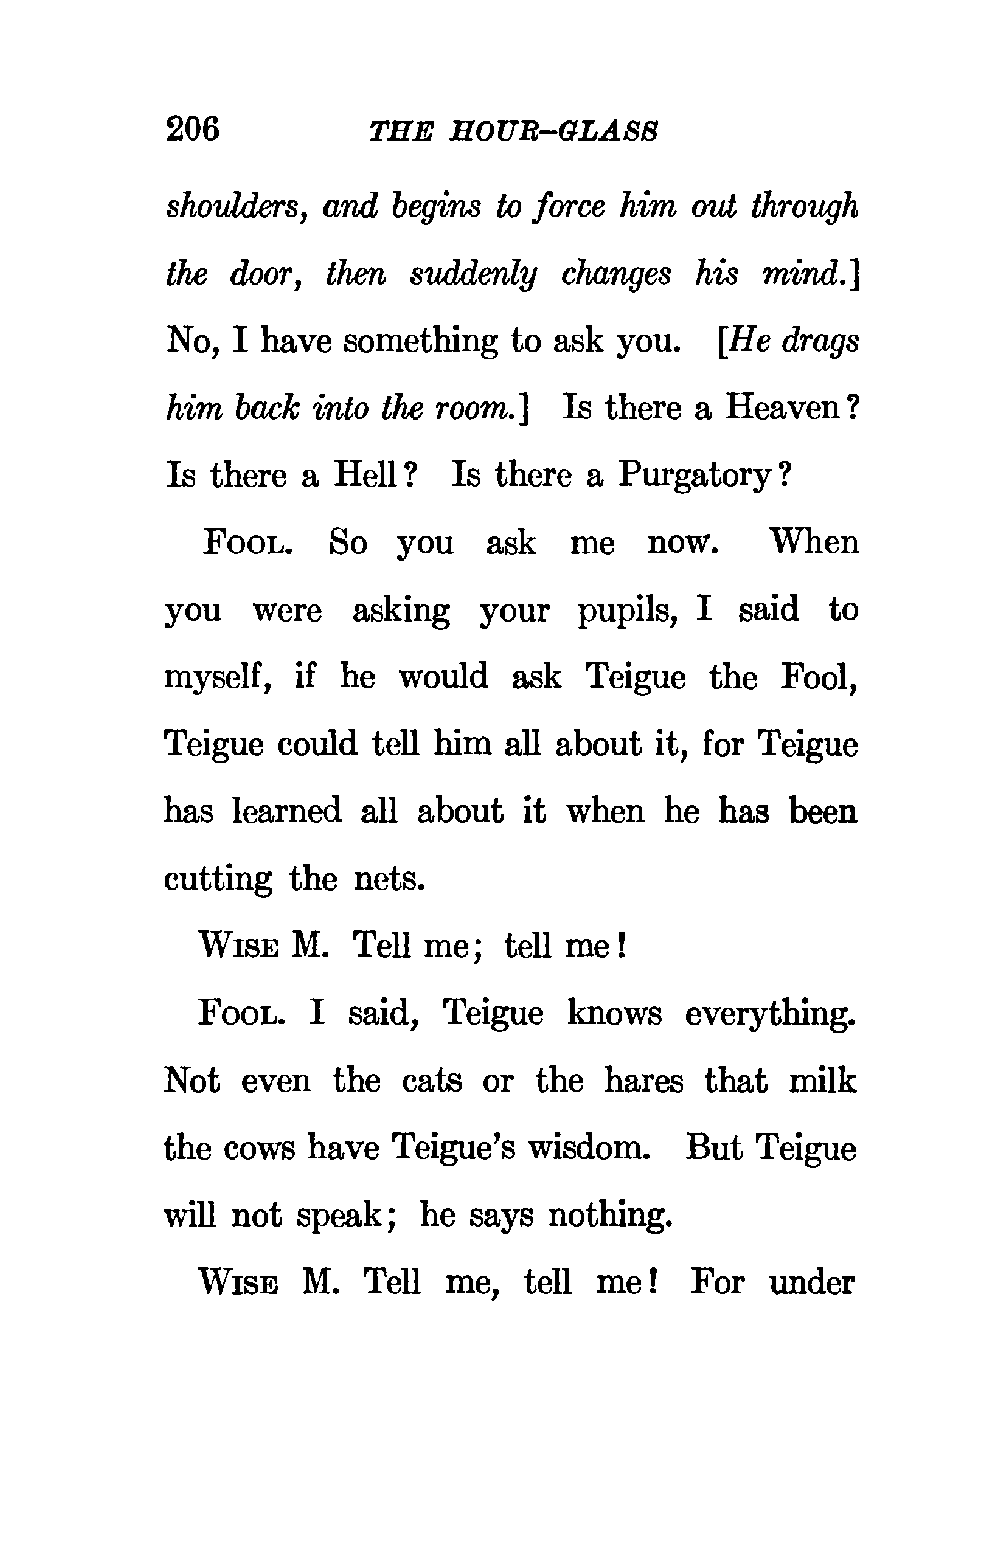 206 THE HOUR-GLASS
shoulders, and begins to force him out through
the door, then suddenly changes his mind.]
No, I have something to ask you. [He drags
him back into the room.] Is there a Heaven?
Is there a Hell? Is there a Purgatory?
FOOL. So you ask me now. When
you were asking your pupils, I said to
myself, if he would ask Teigue the Fool,
Teigue could tell him all about it, for Teigue
has learned all about it when he has been
cutting the nets.
WISE M. Tell me; tell me!
FOOL. I said, Teigue knows everything.
Not even the cats or the hares that milk
the cows have Teigue's wisdom. But Teigue
will not speak; he says nothing.
WISE M. Tell me, tell me! For under